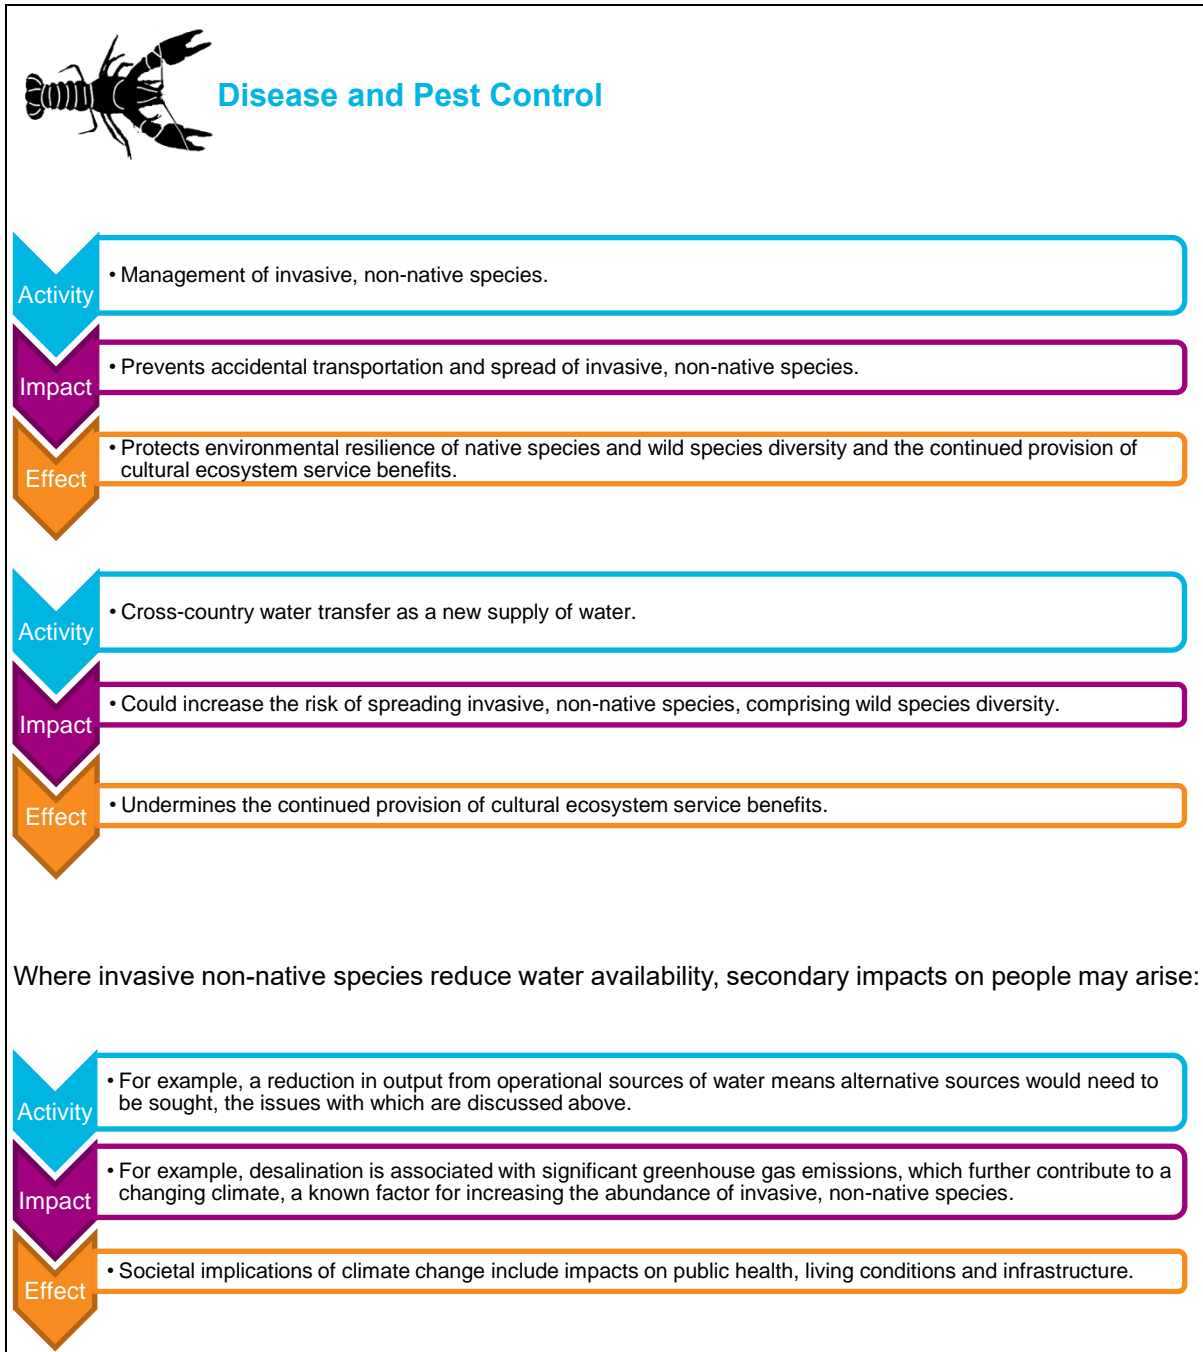 Disease and Pest Control
Activity
• Management of invasive, non-native species.
Impact
• Prevents accidental transportation and spread of invasive, non-native species.
Effect
• Protects environmental resilience of native species and wild species diversity and the continued provision of
cultural ecosystem service benefits.
Activity
• Cross-country water transfer as a new supply of water.
Impact
• Could increase the risk of spreading invasive, non-native species, comprising wild species diversity.
Effect
• Undermines the continued provision of cultural ecosystem service benefits.
Where invasive non-native species reduce water availability, secondary impacts on people may arise:
Activity
• For example, a reduction in output from operational sources of water means alternative sources would need to
be sought, the issues with which are discussed above.
Impact
• For example, desalination is associated with significant greenhouse gas emissions, which further contribute to a
changing climate, a known factor for increasing the abundance of invasive, non-native species.
Effect
• Societal implications of climate change include impacts on public health, living conditions and infrastructure.